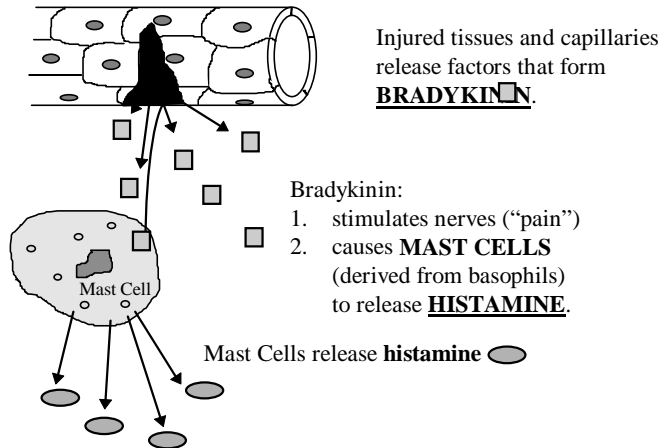 Injured tissues and capillaries
release factors that form
BRADYKININ.
Bradykinin:
1. stimulates nerves (“pain”)
2. causes MAST CELLS
(derived from basophils)
to release HISTAMINE.
Mast Cell
Mast Cells release histamine